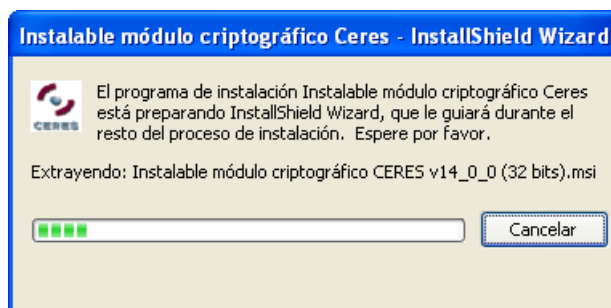 Instalable módulo criptográfico Ceres - InstallShield Wizard
El programa de instalación Instalable módulo criptográfico Ceres
está preparando InstallShield Wizard, que le guiará durante el
resto del proceso de instalación. Espere por favor.
CERES
Extrayendo: Instalable módulo criptográfico CERES v14_0_0 (32 bits).msi
Cancelar